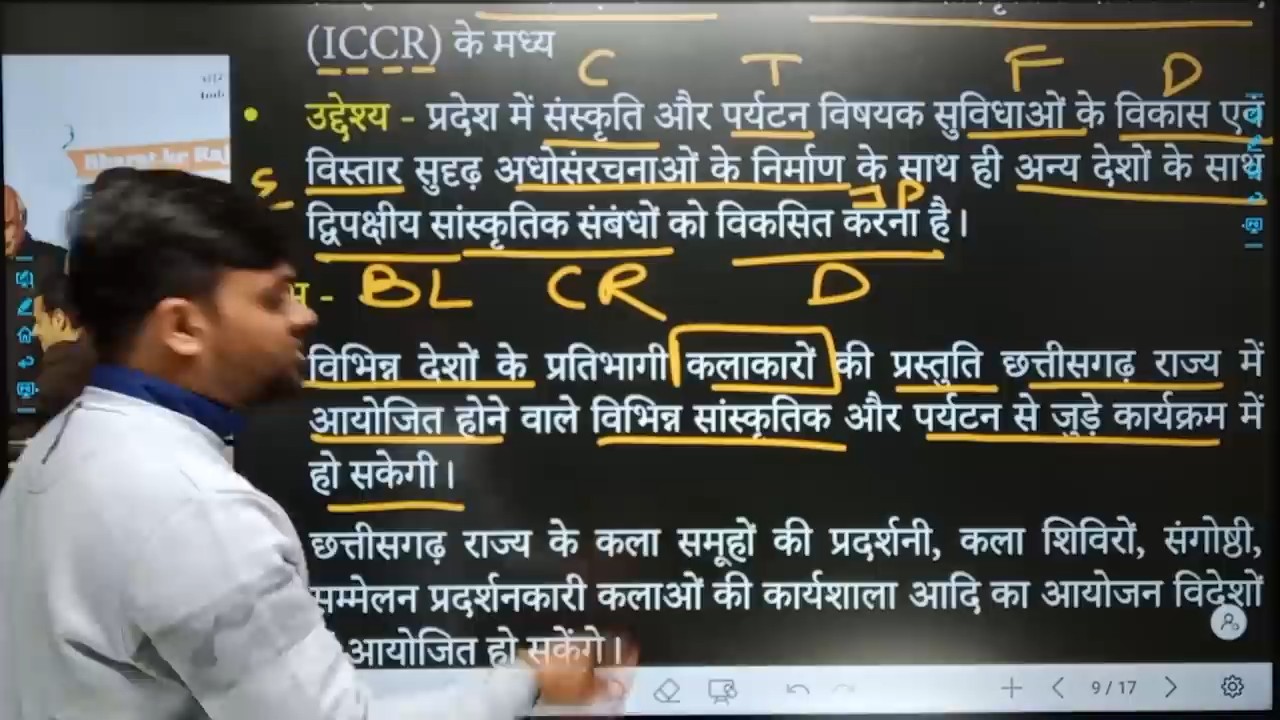 (ICCR) के मध्य
C T F D
• उद्देश्य - प्रदेश में संस्कृति और पर्यटन विषयक सुविधाओं के विकास एवं
विस्तार सुदृढ़ अधोसंरचनाओं के निर्माण के साथ ही अन्य देशों के साथ
द्विपक्षीय सांस्कृतिक संबंधों को विकसित करना है।
BL CR D
विभिन्न देशों के प्रतिभागी कलाकारों की प्रस्तुति छत्तीसगढ़ राज्य में
आयोजित होने वाले विभिन्न सांस्कृतिक और पर्यटन से जुड़े कार्यक्रम में
हो सकेगी।
छत्तीसगढ़ राज्य के कला समूहों की प्रदर्शनी, कला शिविरों, संगोष्ठी,
सम्मेलन प्रदर्शनकारी कलाओं की कार्यशाला आदि का आयोजन विदेशों
आयोजित हो सकेंगे।
9/17